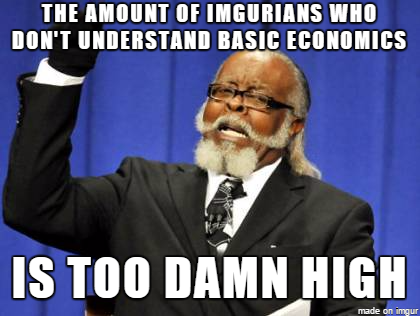 THE AMOUNT OF IMGURIANS WHO
DON'T UNDERSTAND BASIC ECONOMICS
IS TOO DAMN HIGH
made on imgur